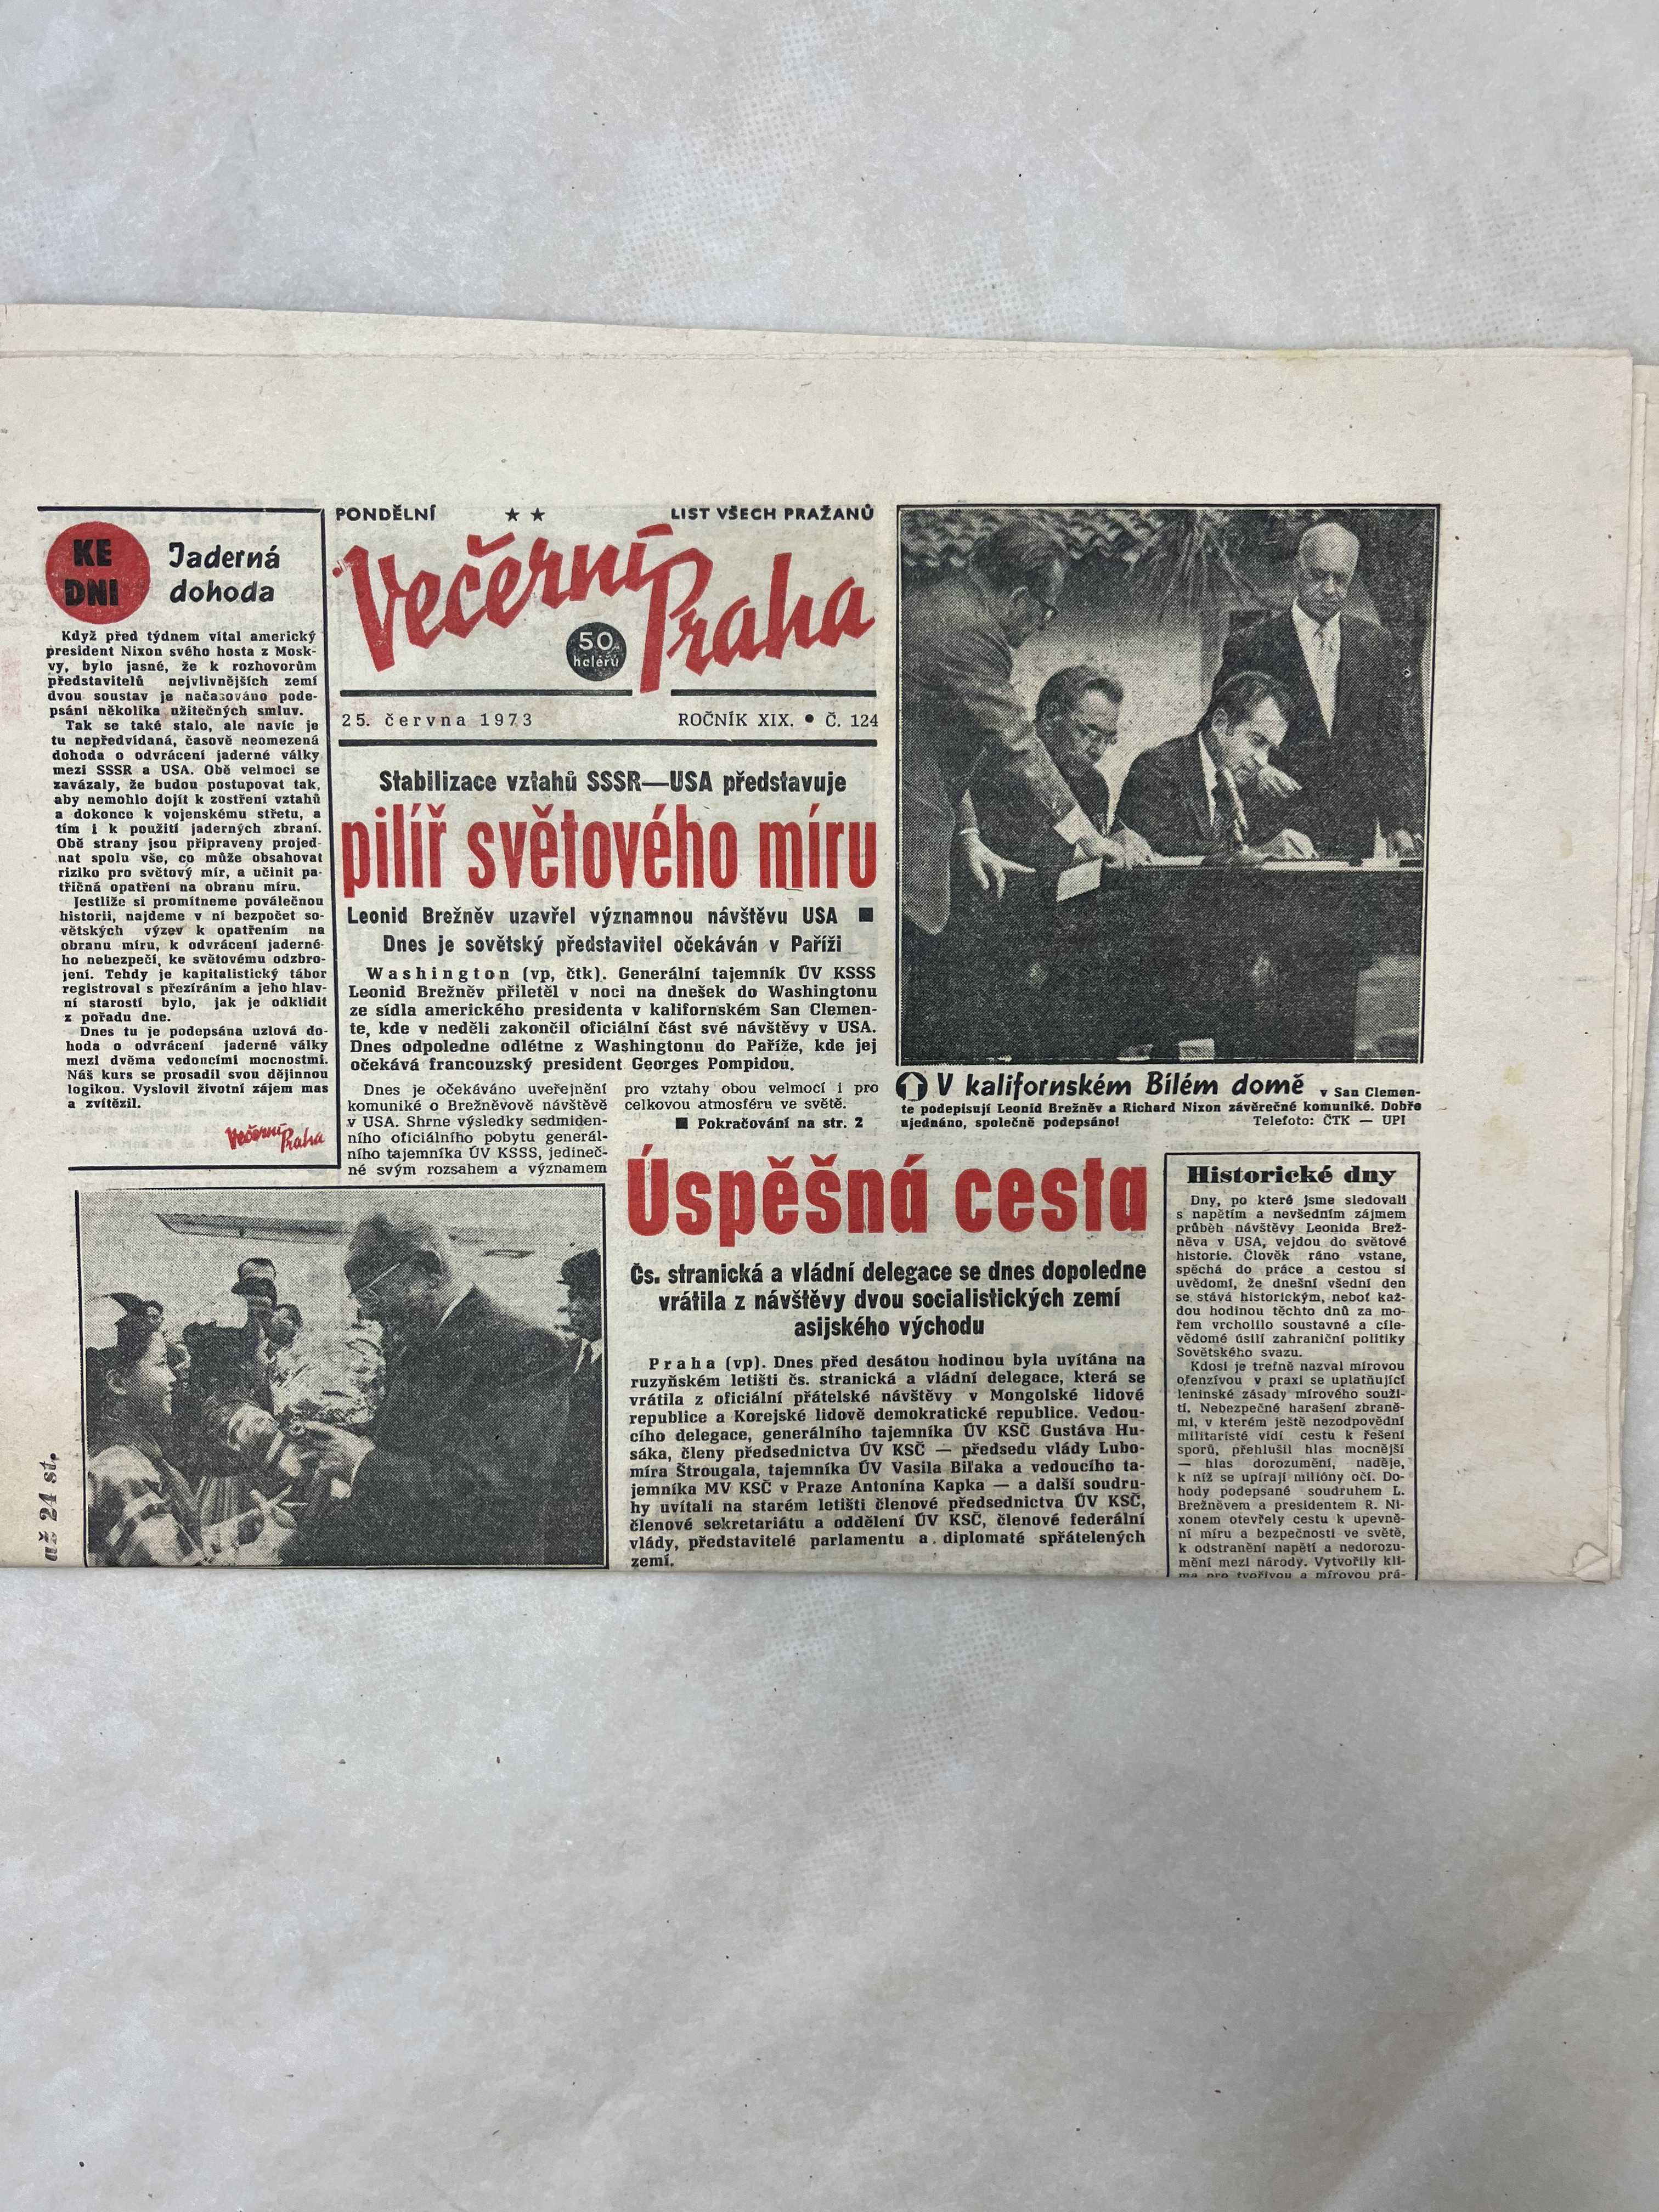 KE
DNI
Jaderná
dohoda
Když před týdnem vítal americký
president Nixon svého hosta z Mosk-
vy, bylo jasné, že k rozhovorům
představitelů nejvlivnějších zemí
dvou soustav je načasováno pode-
psání několika užitečných smluv.
Tak se také stalo, ale navíc je
tu nepředvídaná, časově neomezená
dohoda o odvrácení jaderné války
mezi SSSR a USA. Obě velmoci se
zavázaly, že budou postupovat tak,
aby nemohlo dojít k zostření vztahů
a dokonce k vojenskému střetu, a
tím i k použití jaderných zbraní.
Obě strany jsou připraveny projed-
nat spolu vše, co může obsahovat
riziko pro světový mír, a učinit pa-
třičná opatření na obranu míru.
Jestliže si promítneme poválečnou
historii, najdeme v ní bezpočet so-
větských výzev k opatřením na
obranu míru, k odvrácení jaderné-
ho nebezpečí, ke světovému odzbro-
jení. Tehdy je kapitalistický tábor
registroval s přezíráním a jeho hlav-
ní starostí bylo, jak je odklidit
z pořadu dne.
Dnes tu je podepsána uzlová do-
hoda o odvrácení jaderné války
mezi dvěma vedoucími mocnostmi.
Náš kurs se prosadil svou dějinnou
logikou. Vyslovil životní zájem mas
a zvítězil.
Večerní Praha
PONDĚLNÍ ★★ LIST VŠECH PRAŽANŮ
Večerní Praha
50
haléřů
25. června 1973 ROČNÍK XIX. ● Č. 124
Stabilizace vztahů SSSR—USA představuje
pilíř světového míru
Leonid Brežněv uzavřel významnou návštěvu USA ■
Dnes je sovětský představitel očekáván v Paříži
Washington (vp, čtk). Generální tajemník ÚV KSSS
Leonid Brežněv přiletěl v noci na dnešek do Washingtonu
ze sídla amerického presidenta v kalifornském San Clemen-
te, kde v neděli zakončil oficiální část své návštěvy v USA.
Dnes odpoledne odlétne z Washingtonu do Paříže, kde jej
očekává francouzský president Georges Pompidou.
Dnes je očekáváno uveřejnění
komuniké o Brežněvově návštěvě
v USA. Shrne výsledky sedmiden-
ního oficiálního pobytu generál-
ního tajemníka ÚV KSSS, jedineč-
né svým rozsahem a významem
pro vztahy obou velmocí i pro
celkovou atmosféru ve světě.
■ Pokračování na str. 2
V kalifornském Bílém domě v San Clemen-
te podepisují Leonid Brežněv a Richard Nixon závěrečné komuniké. Dobře
ujednáno, společně podepsáno! Telefoto: ČTK — UPI
Úspěšná cesta
Čs. stranická a vládní delegace se dnes dopoledne
vrátila z návštěvy dvou socialistických zemí
asijského východu
Praha (vp). Dnes před desátou hodinou byla uvítána na
ruzyňském letišti čs. stranická a vládní delegace, která se
vrátila z oficiální přátelské návštěvy v Mongolské lidové
republice a Korejské lidově demokratické republice. Vedou-
cího delegace, generálního tajemníka ÚV KSČ Gustáva Hu-
sáka, členy předsednictva ÚV KSČ — předsedu vlády Lubo-
míra Štrougala, tajemníka ÚV Vasila Biľaka a vedoucího ta-
jemníka MV KSČ v Praze Antonína Kapka — a další soudru-
hy uvítali na starém letišti členové předsednictva ÚV KSČ,
členové sekretariátu a oddělení ÚV KSČ, členové federální
vlády, představitelé parlamentu a diplomaté spřátelených
zemí.
Historické dny
Dny, po které jsme sledovali
s napětím a nevšedním zájmem
průběh návštěvy Leonida Brež-
něva v USA, vejdou do světové
historie. Člověk ráno vstane,
spěchá do práce a cestou si
uvědomí, že dnešní všední den
se stává historickým, neboť kaž-
dou hodinou těchto dnů za mo-
řem vrcholilo soustavné a cíle-
vědomé úsilí zahraniční politiky
Sovětského svazu.
Kdosi je trefně nazval mírovou
ofenzívou v praxi se uplatňující
leninské zásady mírového souži-
tí. Nebezpečné harašení zbraně-
mi, v kterém ještě nezodpovědní
militaristé vidí cestu k řešení
sporů, přehlušil hlas mocnější
— hlas dorozumění, naděje,
k níž se upírají milióny očí. Do-
hody podepsané soudruhem L.
Brežněvem a presidentem R. Ni-
xonem otevřely cestu k upevně-
ní míru a bezpečnosti ve světě,
k odstranění napětí a nedorozu-
mění mezi národy. Vytvořily kli-
ma pro tvořivou a mírovou prá-
až 24 st.